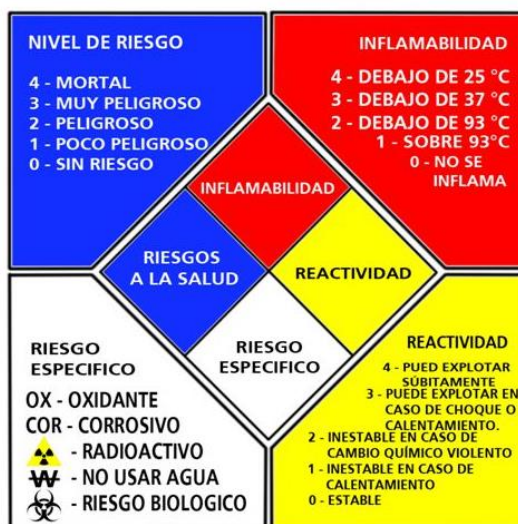 NIVEL DE RIESGO
4 - MORTAL
3 - MUY PELIGROSO
2 - PELIGROSO
1 - POCO PELIGROSO
0 - SIN RIESGO
INFLAMABILIDAD
4 - DEBAJO DE 25 °C
3 - DEBAJO DE 37 °C
2 - DEBAJO DE 93 °C
1 - SOBRE 93°C
0 - NO SE
INFLAMA
INFLAMABILIDAD
RIESGOS
A LA SALUD
REACTIVIDAD
RIESGO
ESPECIFICO
RIESGO
ESPECIFICO
OX - OXIDANTE
COR - CORROSIVO
- RADIOACTIVO
W - NO USAR AGUA
- RIESGO BIOLOGICO
REACTIVIDAD
4 - PUED EXPLOTAR
SÚBITAMENTE
3 - PUEDE EXPLOTAR EN
CASO DE CHOQUE O
CALENTAMIENTO.
2 - INESTABLE EN CASO DE
CAMBIO QUÍMICO VIOLENTO
1 - INESTABLE EN CASO DE
CALENTAMIENTO
0 - ESTABLE